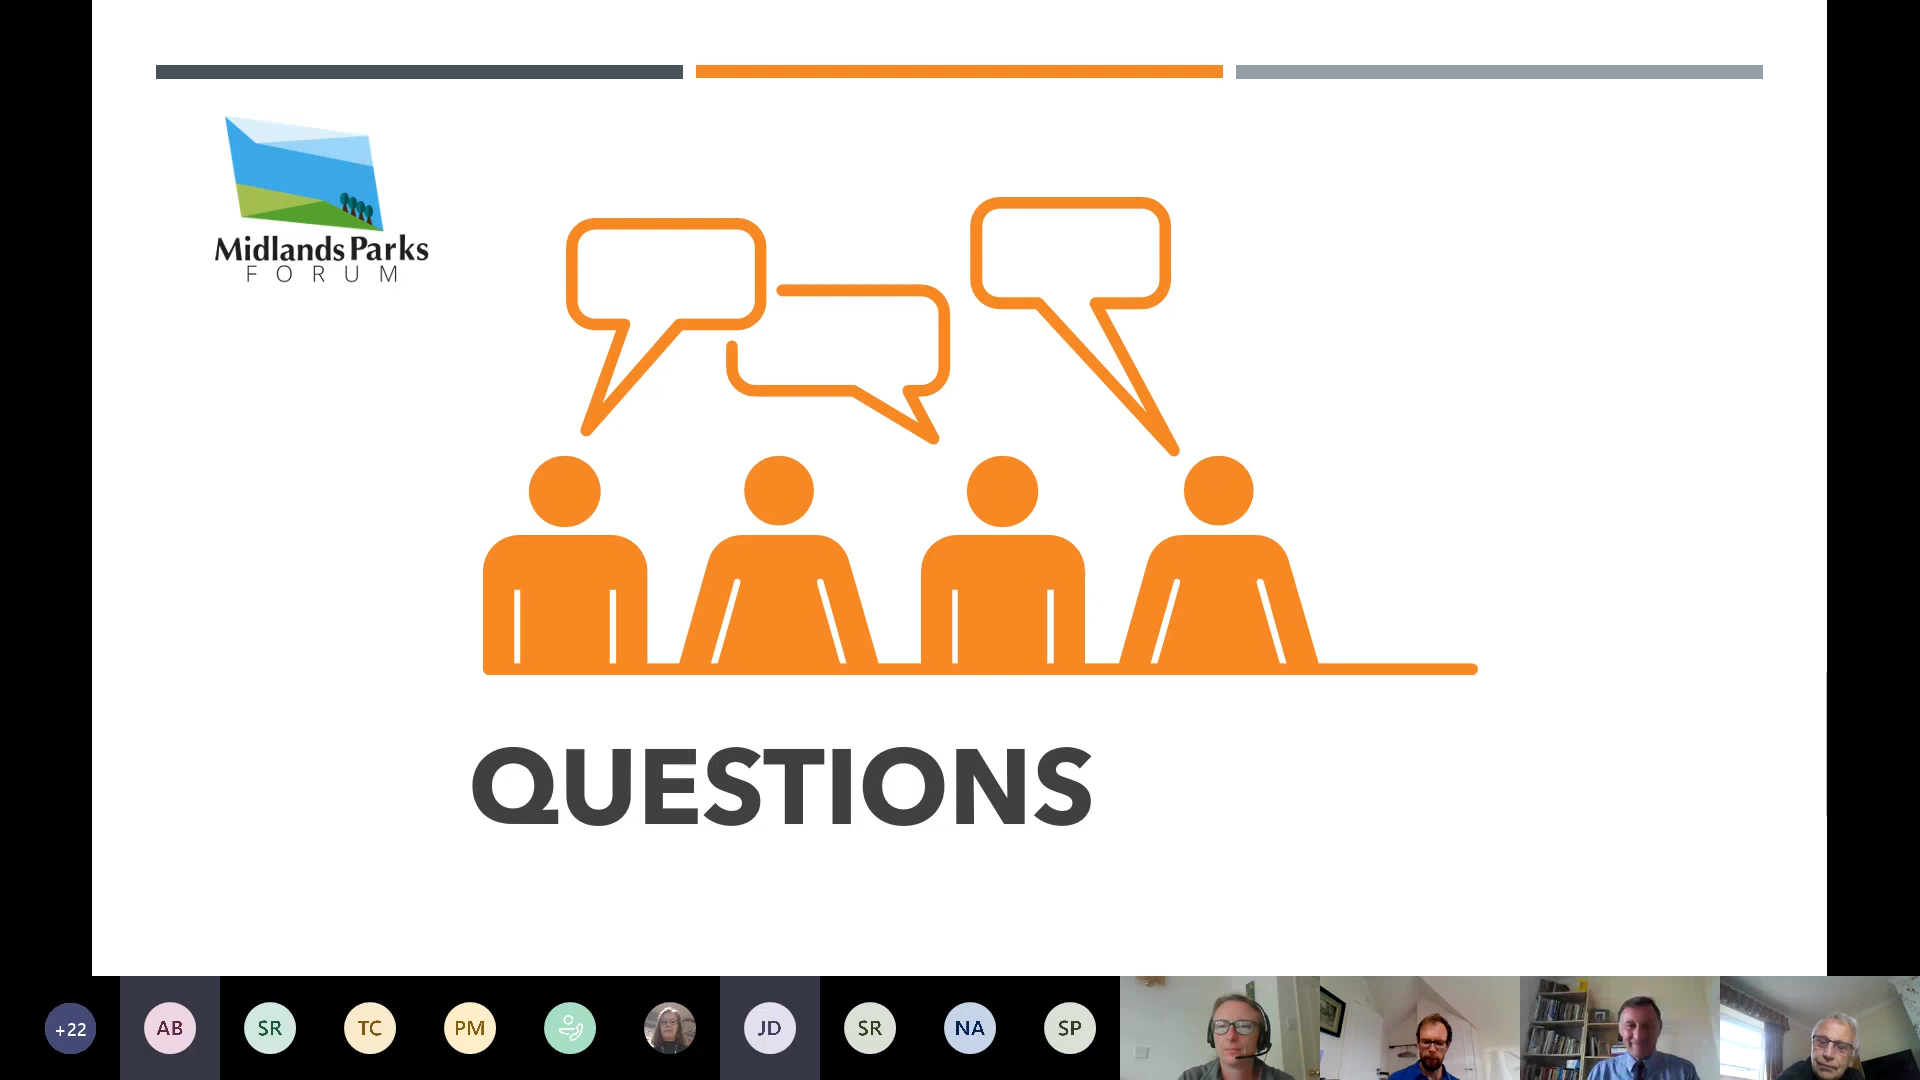 Midlands Parks
FORUM
QUESTIONS
+22
AB
SR
TC
PM
JD
SR
NA
SP